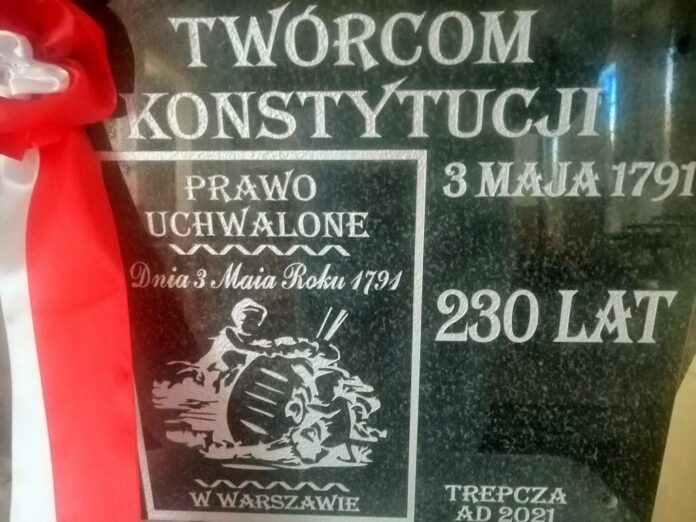 TWÓRCOM
KONSTYTUCJI
3 MAJA 1791
PRAWO
UCHWALONE
Dnia 3 Maia Roku 1791
W WARSZAWIE
230 LAT
TREPCZA
AD 2021